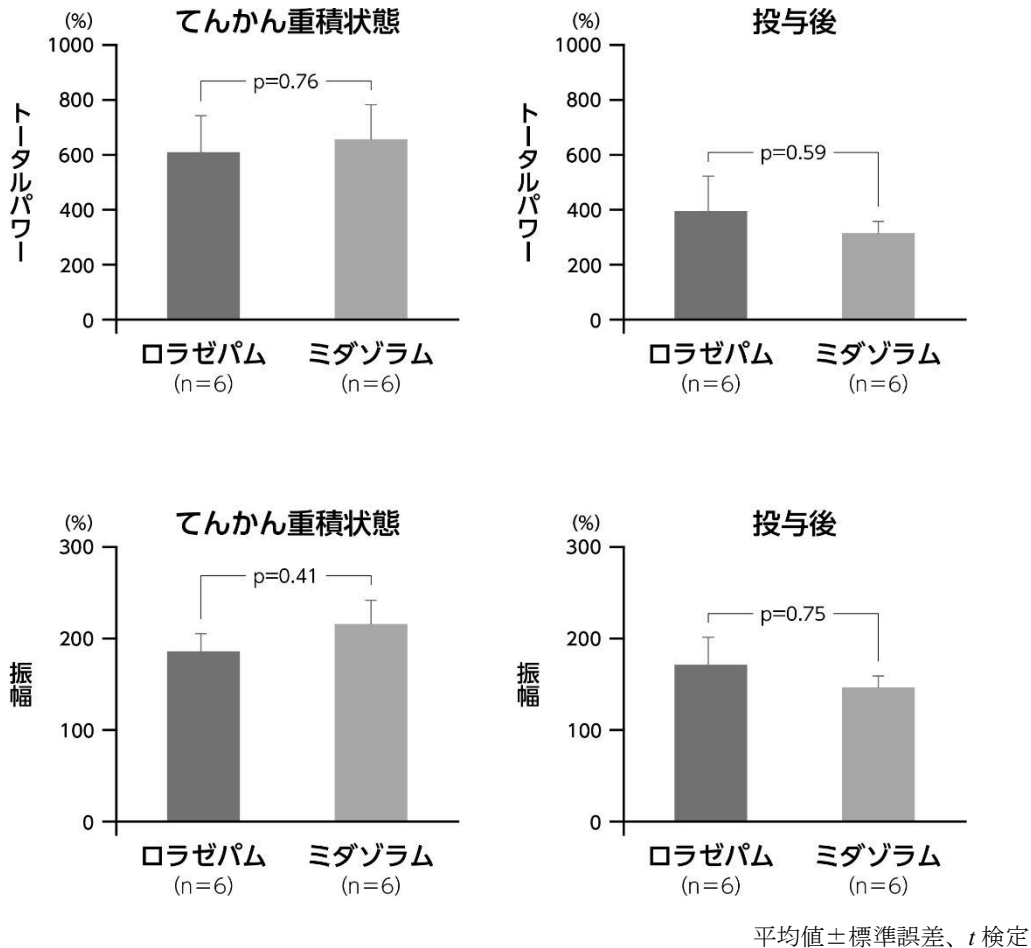 てんかん重積状態
(%)
1000
800
600
400
200
0
トータルパワー
p=0.76
ロラゼパム
ミダゾラム
(n=6)
(n=6)
投与後
(%)
1000
800
600
400
200
0
トータルパワー
p=0.59
ロラゼパム
ミダゾラム
(n=6)
(n=6)
てんかん重積状態
(%)
300
200
100
0
振幅
p=0.41
ロラゼパム
ミダゾラム
(n=6)
(n=6)
投与後
(%)
300
200
100
0
振幅
p=0.75
ロラゼパム
ミダゾラム
(n=6)
(n=6)
平均値±標準誤差、t 検定